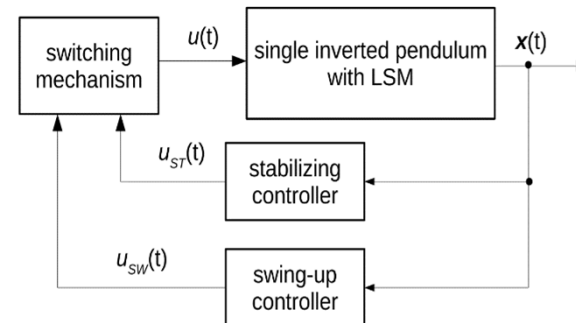 switching
mechanism
u(t)
single inverted pendulum
with LSM
x(t)
u_ST(t)
stabilizing
controller
u_SW(t)
swing-up
controller